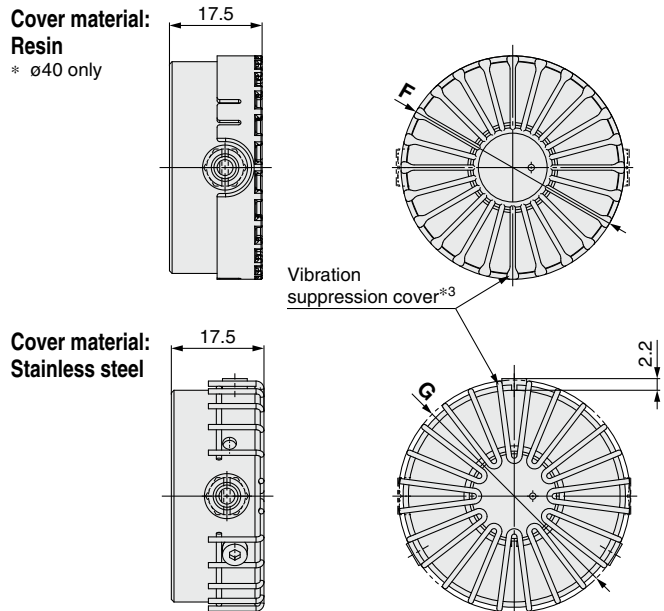 Cover material:
Resin
* ø40 only
17.5
F
Vibration
suppression cover*3
Cover material:
Stainless steel
17.5
G
2.2